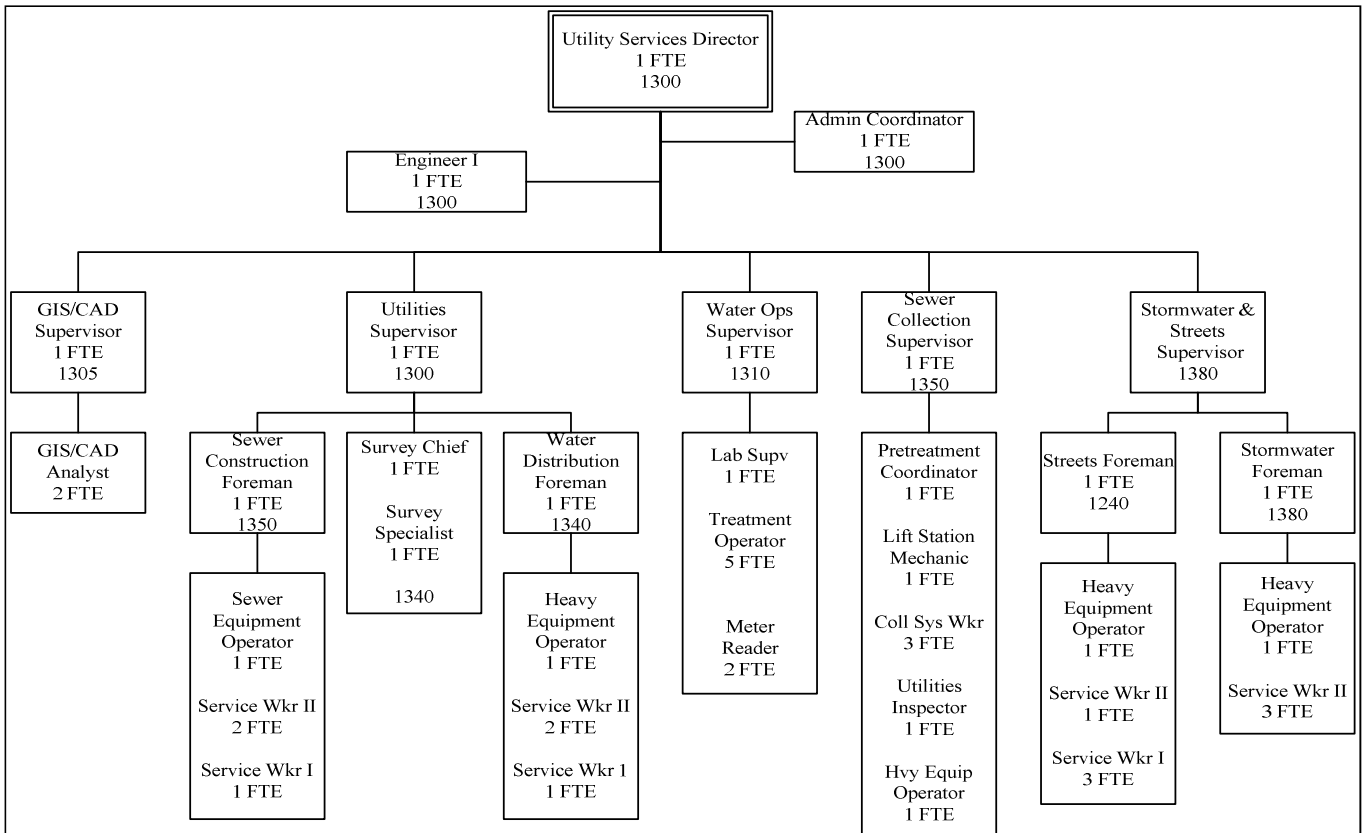 Utility Services Director
1 FTE
1300
Admin Coordinator
1 FTE
1300
Engineer I
1 FTE
1300
GIS/CAD
Supervisor
1 FTE
1305
Utilities
Supervisor
1 FTE
1300
Water Ops
Supervisor
1 FTE
1310
Sewer
Collection
Supervisor
1 FTE
1350
Stormwater &
Streets
Supervisor
1380
GIS/CAD
Analyst
2 FTE
Sewer
Construction
Foreman
1 FTE
1350
Survey Chief
1 FTE
Survey
Specialist
1 FTE
1340
Water
Distribution
Foreman
1 FTE
1340
Lab Supv
1 FTE
Treatment
Operator
5 FTE
Meter
Reader
2 FTE
Pretreatment
Coordinator
1 FTE
Lift Station
Mechanic
1 FTE
Coll Sys Wkr
3 FTE
Utilities
Inspector
1 FTE
Hvy Equip
Operator
1 FTE
Streets Foreman
1 FTE
1240
Stormwater
Foreman
1 FTE
1380
Sewer
Equipment
Operator
1 FTE
Service Wkr II
2 FTE
Service Wkr I
1 FTE
Heavy
Equipment
Operator
1 FTE
Service Wkr II
2 FTE
Service Wkr 1
1 FTE
Heavy
Equipment
Operator
1 FTE
Service Wkr II
1 FTE
Service Wkr I
3 FTE
Heavy
Equipment
Operator
1 FTE
Service Wkr II
3 FTE